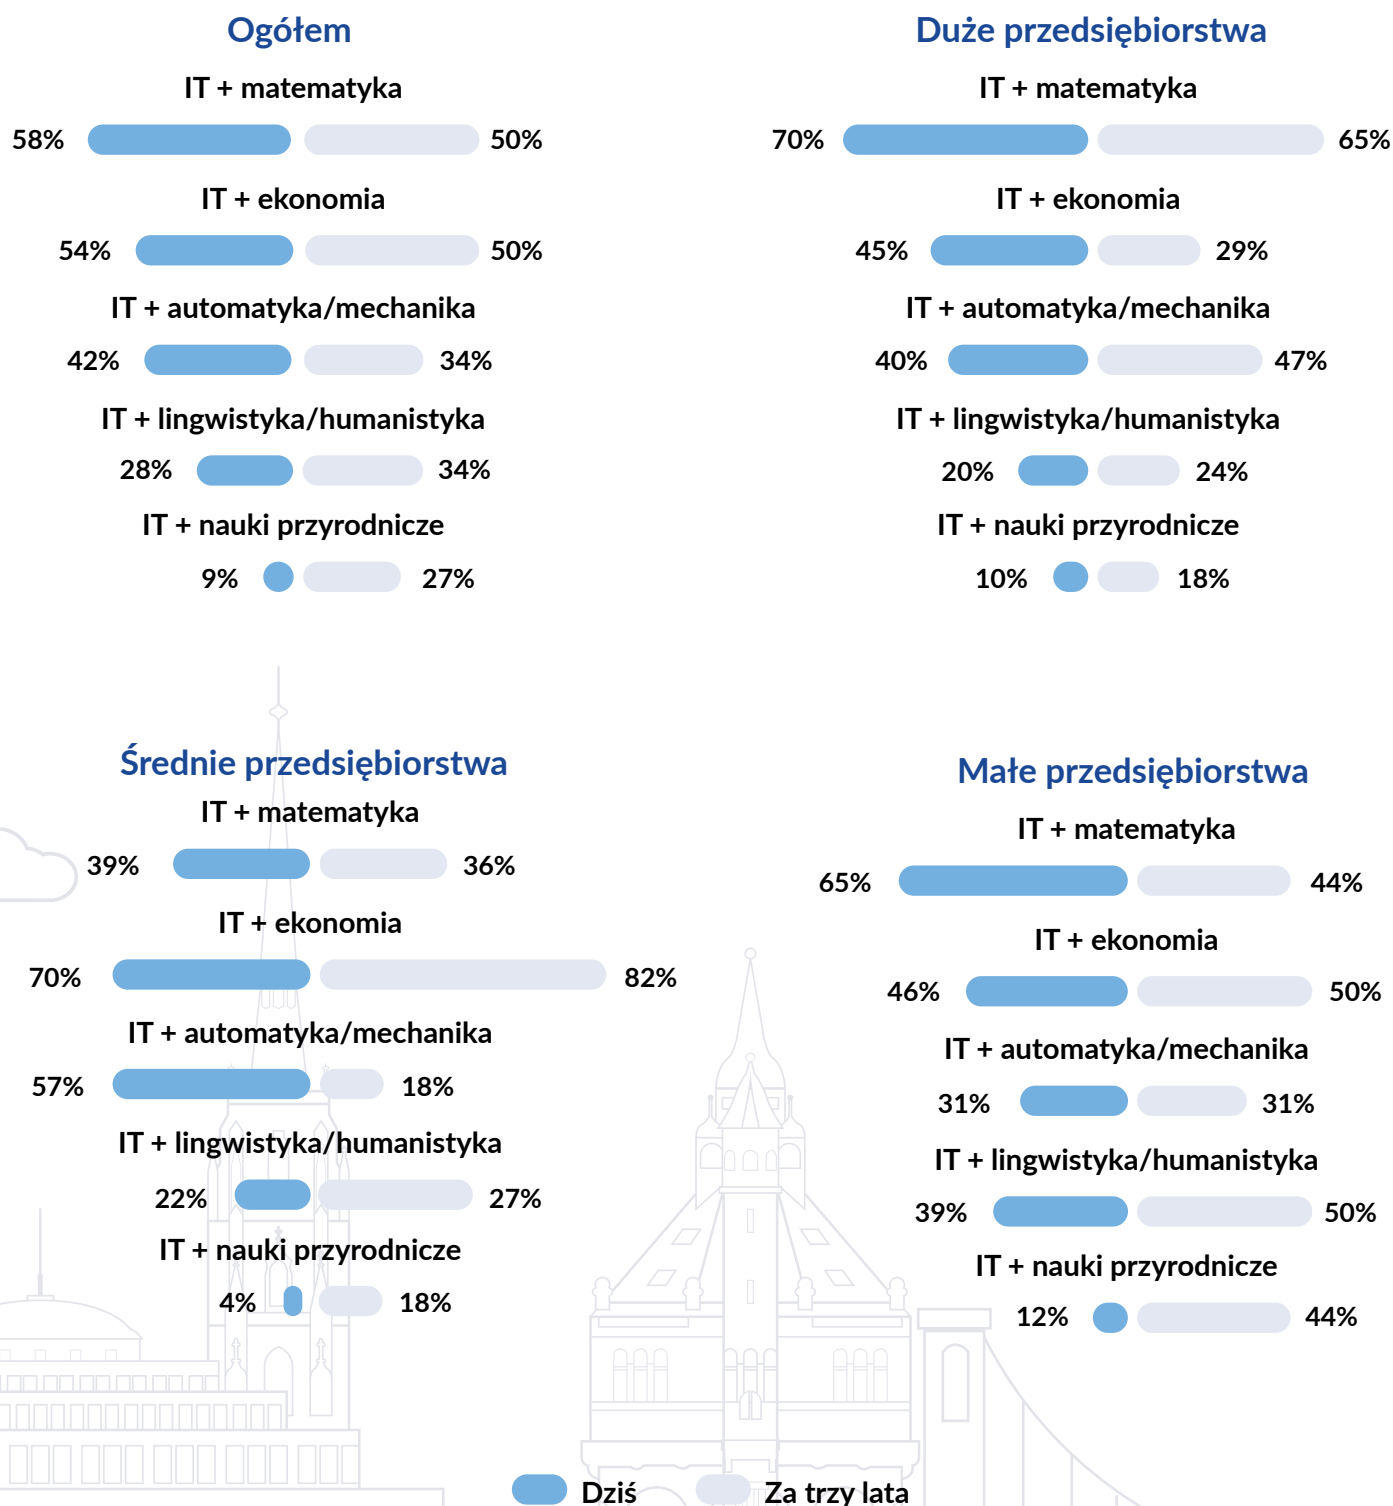 Ogółem
IT + matematyka
58% 50%
IT + ekonomia
54% 50%
IT + automatyka/mechanika
42% 34%
IT + lingwistyka/humanistyka
28% 34%
IT + nauki przyrodnicze
9% 27%
Duże przedsiębiorstwa
IT + matematyka
70% 65%
IT + ekonomia
45% 29%
IT + automatyka/mechanika
40% 47%
IT + lingwistyka/humanistyka
20% 24%
IT + nauki przyrodnicze
10% 18%
Średnie przedsiębiorstwa
IT + matematyka
39% 36%
IT + ekonomia
70% 82%
IT + automatyka/mechanika
57% 18%
IT + lingwistyka/humanistyka
22% 27%
IT + nauki przyrodnicze
4% 18%
Małe przedsiębiorstwa
IT + matematyka
65% 44%
IT + ekonomia
46% 50%
IT + automatyka/mechanika
31% 31%
IT + lingwistyka/humanistyka
39% 50%
IT + nauki przyrodnicze
12% 44%
Dziś Za trzy lata